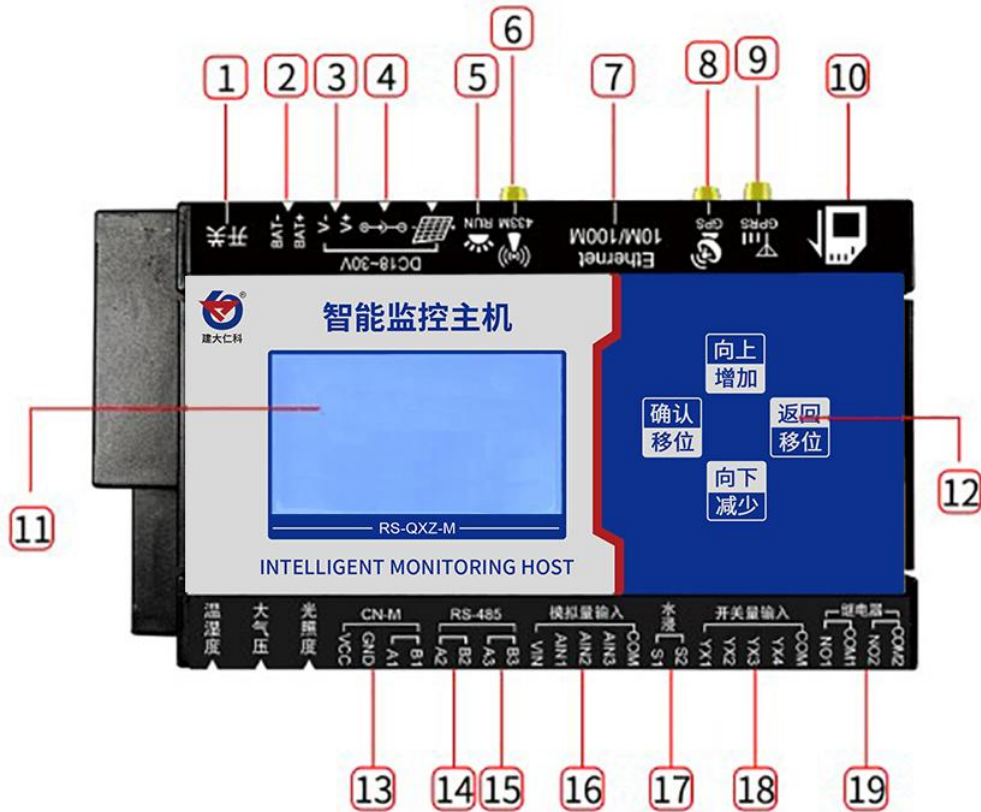 6
1 2 3 4 5 7 8 9 10
开关
BAT-
BAT+
V-
V+
DC18~30V
RUN
433M
Ethernet
10M/100M
GPS
GPRS
建大仁科
®
智能监控主机
向上
增加
确认
移位
返回
移位
向下
减少
11
12
RS-QXZ-M
INTELLIGENT MONITORING HOST
温湿度
大气压
光照度
CN-M
VCC
GND
A1
B1
RS-485
A2
B2
A3
B3
模拟量输入
VIN
AIN1
AIN2
AIN3
COM
水浸
S1
S2
开关量输入
YX1
YX2
YX3
YX4
COM
继电器
NO1
COM1
NO2
COM2
13 14 15 16 17 18 19